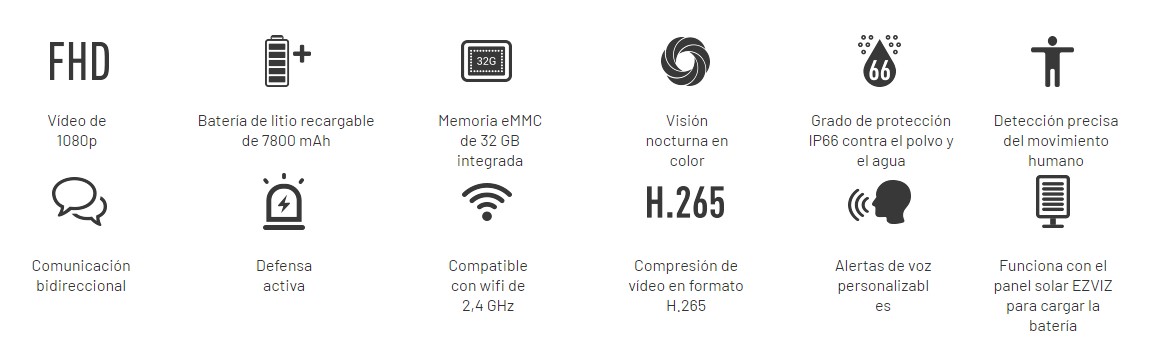 FHD
Vídeo de
1080p
Batería de litio recargable
de 7800 mAh
32G
Memoria eMMC
de 32 GB
integrada
Visión
nocturna en
color
66
Grado de protección
IP66 contra el polvo y
el agua
Detección precisa
del movimiento
humano
Comunicación
bidireccional
Defensa
activa
Compatible
con wifi de
2,4 GHz
H.265
Compresión de
vídeo en formato
H.265
Alertas de voz
personalizabl
es
Funciona con el
panel solar EZVIZ
para cargar la
batería